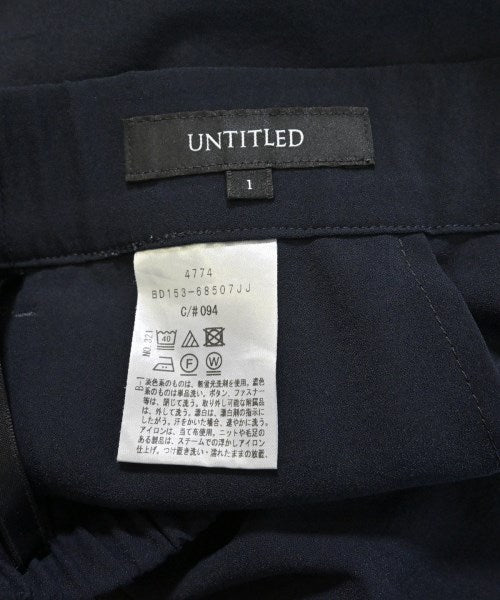 UNTITLED
1
4774
BD153-68507JJ
C/#094
NO.321
40
F
W
B-1
淡色系のものは、無蛍光洗剤を使用。濃色
系のものは単品洗い。ボタン、ファスナー
等は、閉じて洗う。取り外し可能な附属品
は、外して洗う。漂白は、漂白剤の指示に
したがう。汗をかいた場合、速やかに洗う。
アイロンは、当て布使用。ニットや毛足の
ある製品は、スチームでの浮かしアイロン
仕上げ。つけ置き洗い・濡れたままの放置、